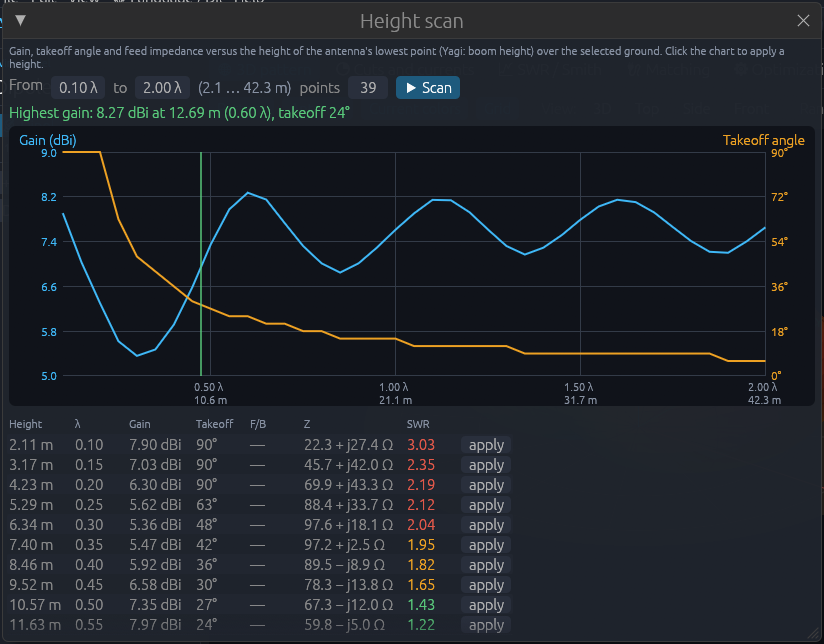 Height scan
Gain, takeoff angle and feed impedance versus the height of the antenna's lowest point (Yagi: boom height) over the selected ground. Click the chart to apply a
height.
From 0.10 λ to 2.00 λ (2.1 … 42.3 m) points 39 ▶ Scan
Highest gain: 8.27 dBi at 12.69 m (0.60 λ), takeoff 24°
Gain (dBi) Takeoff angle
9.0 90°
8.2 72°
7.4 54°
6.6 36°
5.8 18°
5.0 0°
0.50 λ 1.00 λ 1.50 λ 2.00 λ
10.6 m 21.1 m 31.7 m 42.3 m
Height λ Gain Takeoff F/B Z SWR
2.11 m 0.10 7.90 dBi 90° — 22.3 + j27.4 Ω 3.03 apply
3.17 m 0.15 7.03 dBi 90° — 45.7 + j42.0 Ω 2.35 apply
4.23 m 0.20 6.30 dBi 90° — 69.9 + j43.3 Ω 2.19 apply
5.29 m 0.25 5.62 dBi 63° — 88.4 + j33.7 Ω 2.12 apply
6.34 m 0.30 5.36 dBi 48° — 97.6 + j18.1 Ω 2.04 apply
7.40 m 0.35 5.47 dBi 42° — 97.2 + j2.5 Ω 1.95 apply
8.46 m 0.40 5.92 dBi 36° — 89.5 − j8.9 Ω 1.82 apply
9.52 m 0.45 6.58 dBi 30° — 78.3 − j13.8 Ω 1.65 apply
10.57 m 0.50 7.35 dBi 27° — 67.3 − j12.0 Ω 1.43 apply
11.63 m 0.55 7.97 dBi 24° — 59.8 − j5.0 Ω 1.22 apply